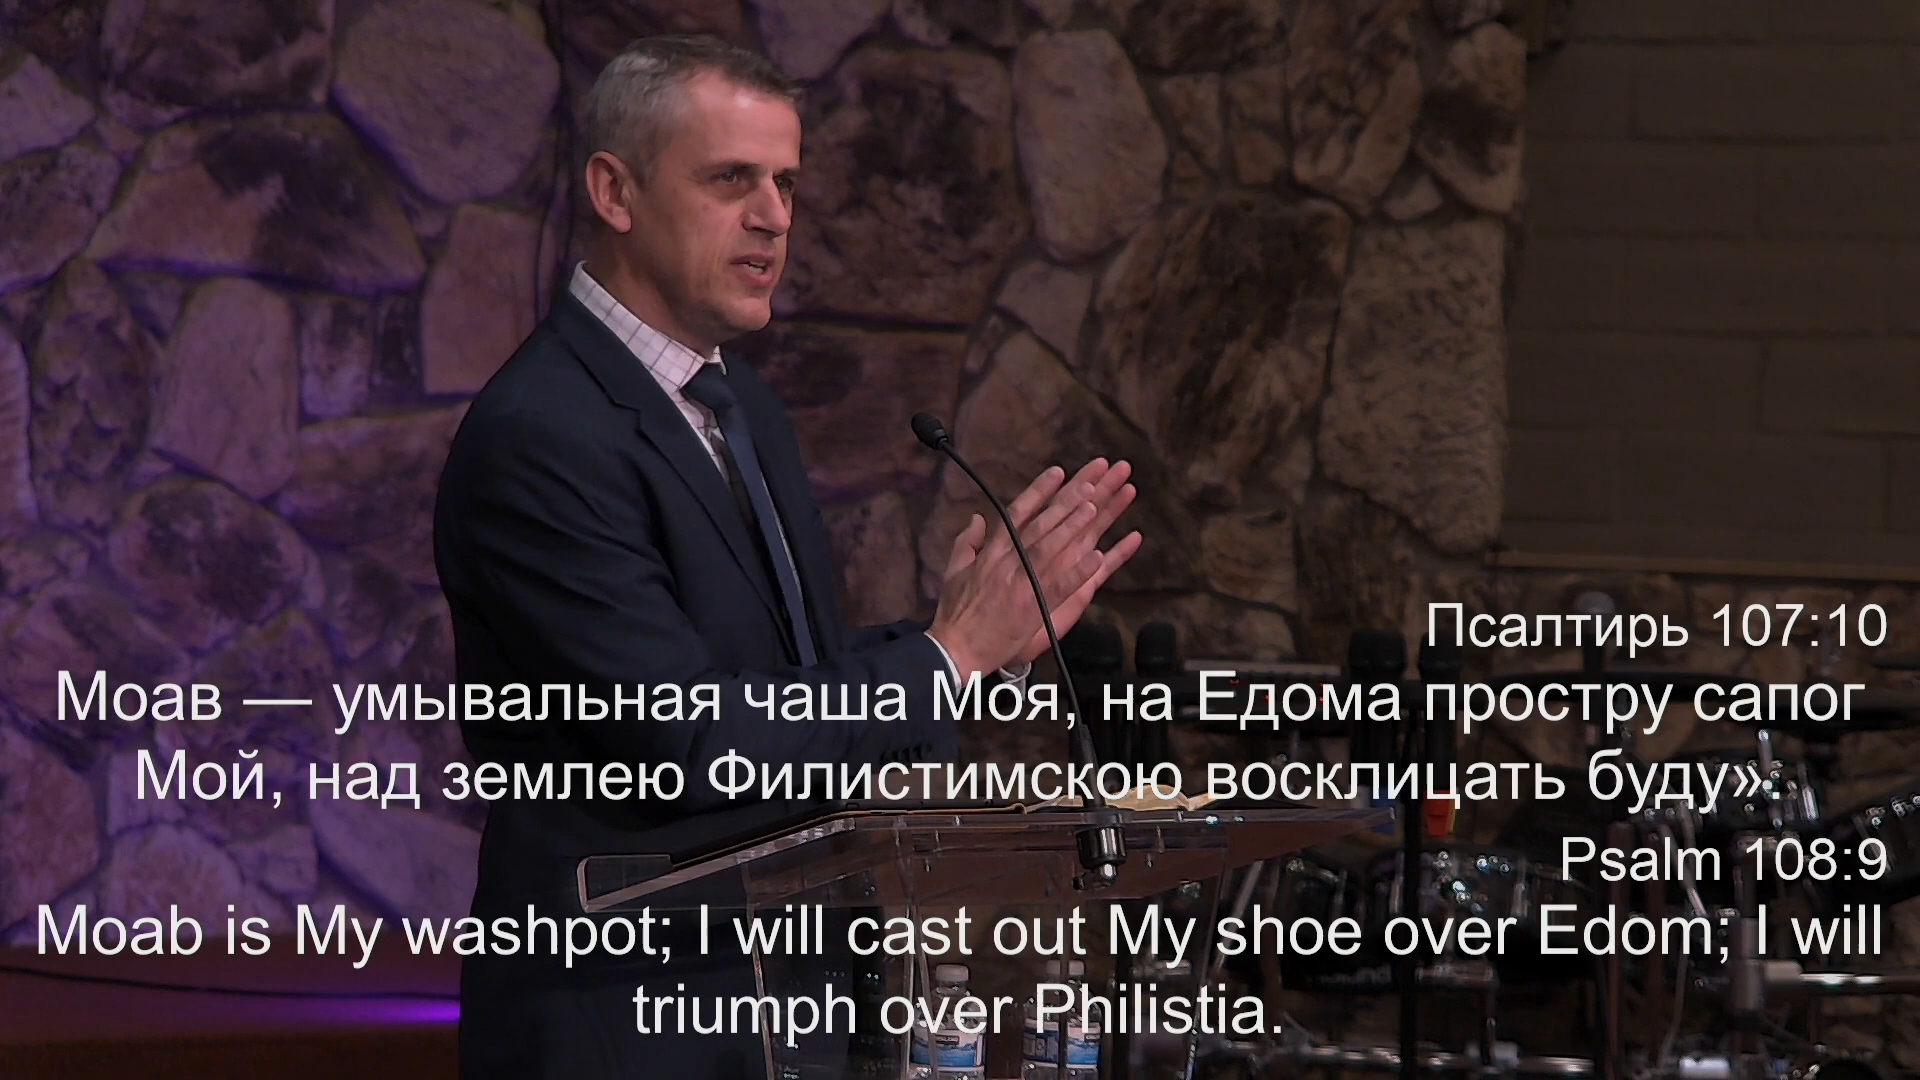 Псалтирь 107:10
Моав — умывальная чаша Моя, на Едома простру сапог
Мой, над землею Филистимскою восклицать буду».
Psalm 108:9
Moab is My washpot; I will cast out My shoe over Edom; I will
triumph over Philistia.